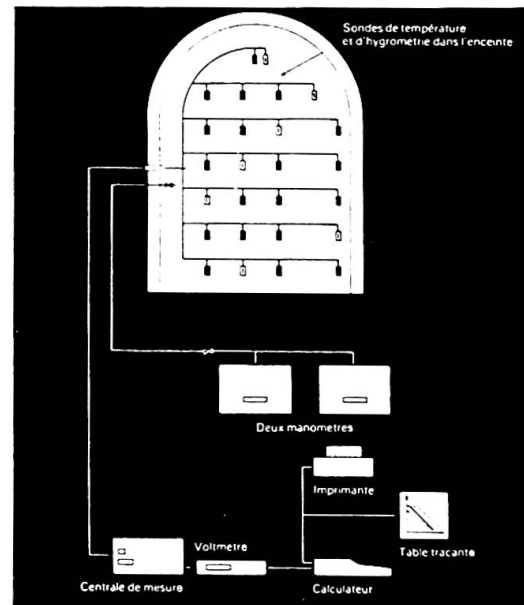 Sondes de température
et d'hygrométrie dans l'enceinte
Deux manometres
Imprimante
Table traçante
Voltmetre
Centrale de mesure
Calculateur